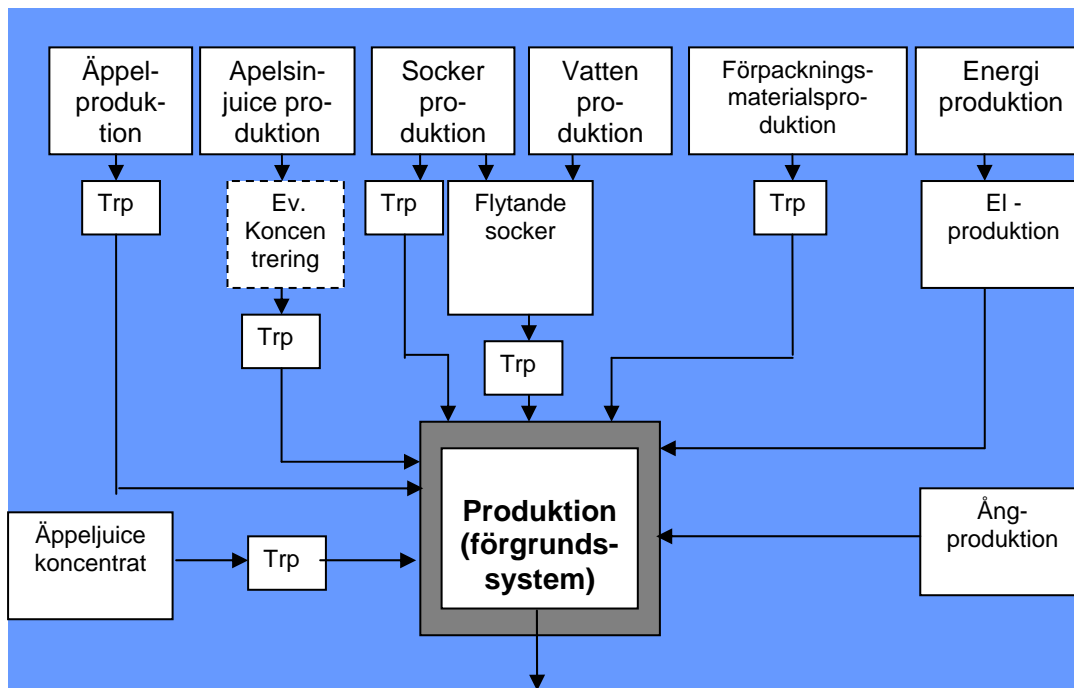 Äppel-
produk-
tion
Apelsin-
juice pro-
duktion
Socker
pro-
duktion
Vatten
pro-
duktion
Förpacknings-
materialspro-
duktion
Energi
produktion
Trp
Ev.
Koncen
trering
Trp
Flytande
socker
Trp
El -
produktion
Trp
Trp
Produktion
(förgrunds-
system)
Äppeljuice
koncentrat
Trp
Ång-
produktion